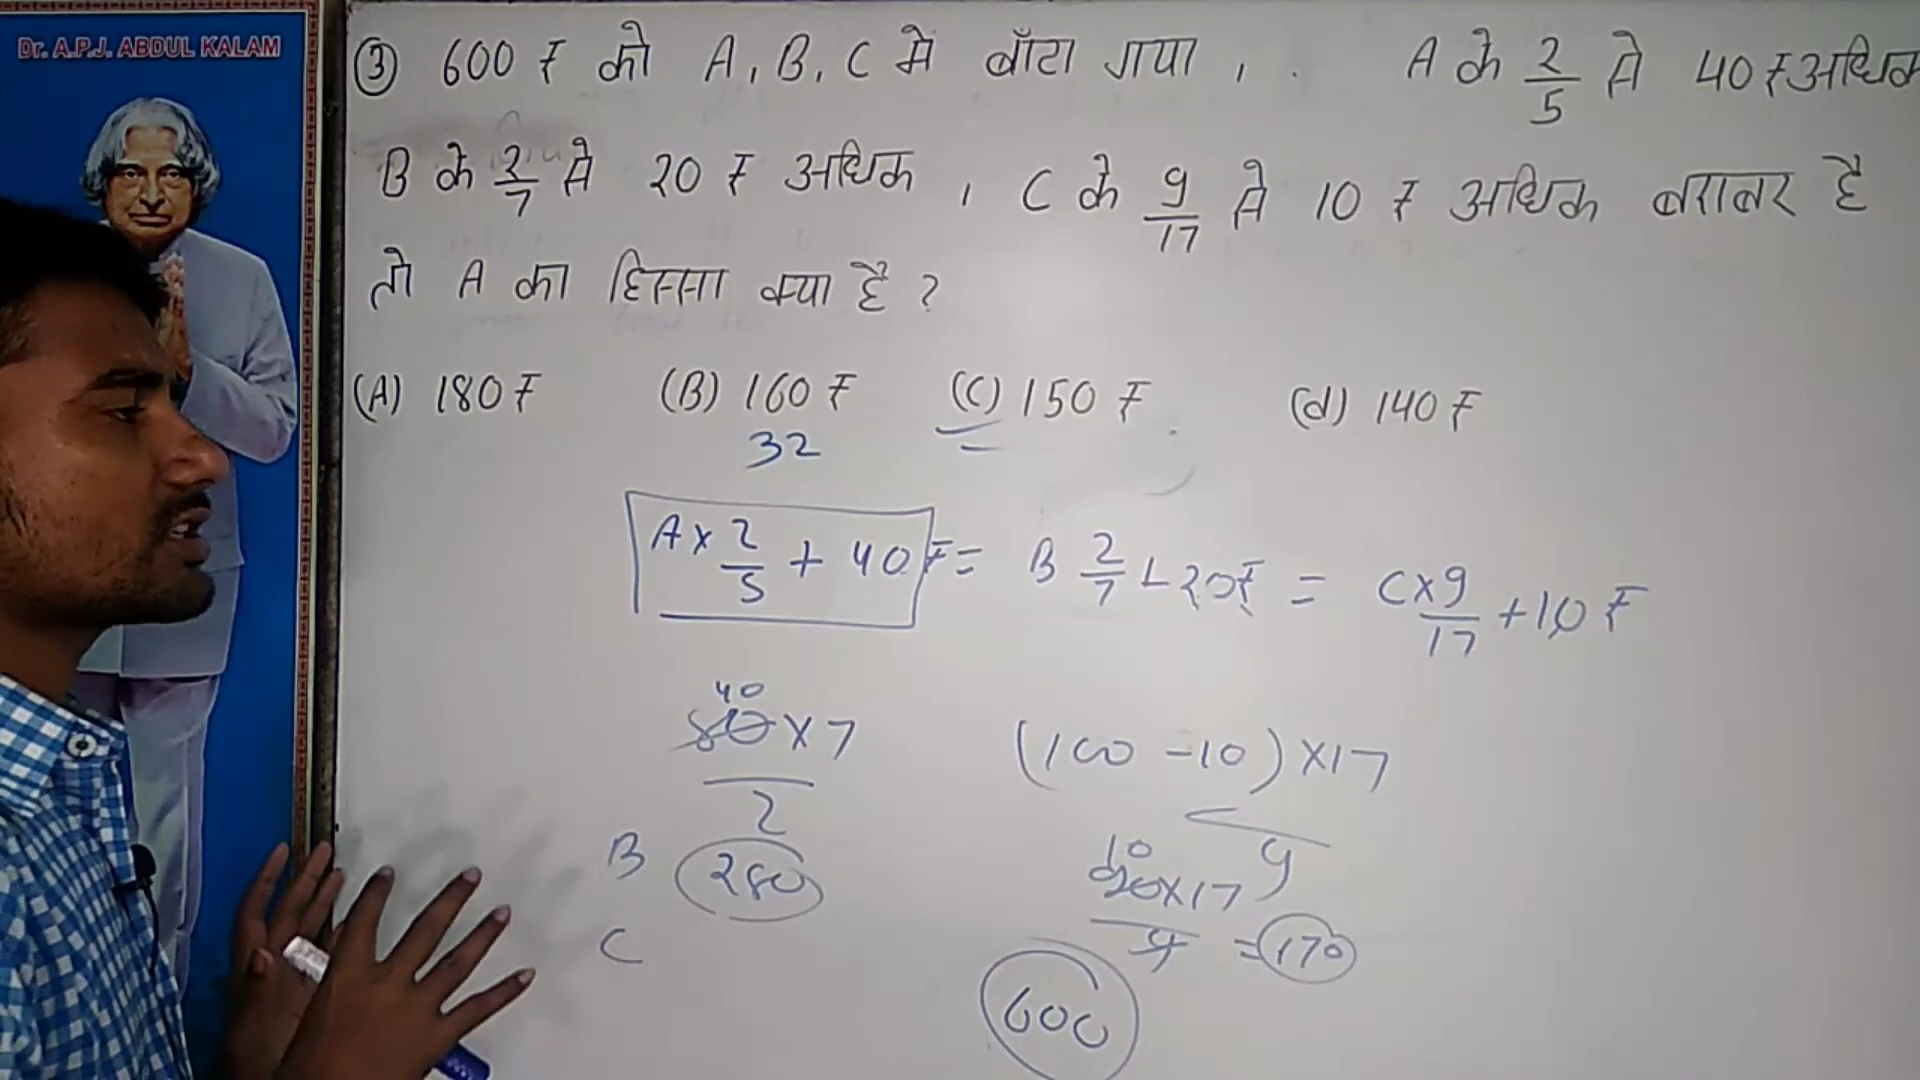 Dr. A.P.J. ABDUL KALAM
③ 600 ₹ को A, B, C में बाँटा गया , A के 2/5 से 40 ₹ अधिक
B के 2/7 से 20 ₹ अधिक , C के 9/17 से 10 ₹ अधिक बराबर है
तो A का हिस्सा क्या है ?
(A) 180 ₹ (B) 160 ₹ (C) 150 ₹ (d) 140 ₹
32
A × 2/5 + 40 ₹ = B 2/7 + 20 ₹ = C × 9/17 + 10 ₹
40
80 × 7 / 2
(100 - 10) × 17 / 9
B 280
10
90 × 17 / 9 = 170
C
600